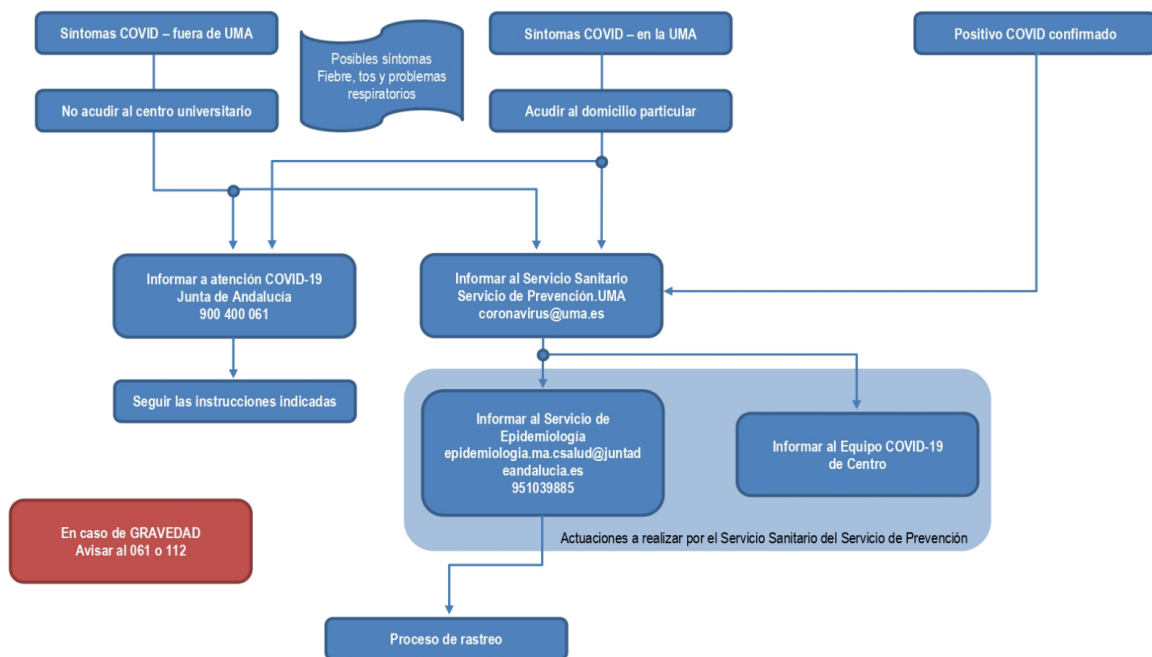 Síntomas COVID – fuera de UMA
Posibles síntomas
Fiebre, tos y problemas
respiratorios
Síntomas COVID – en la UMA
Positivo COVID confirmado
No acudir al centro universitario
Acudir al domicilio particular
Informar a atención COVID-19
Junta de Andalucía
900 400 061
Informar al Servicio Sanitario
Servicio de Prevención.UMA
coronavirus@uma.es
Seguir las instrucciones indicadas
Informar al Servicio de
Epidemiología
epidemiologia.ma.csalud@juntad
eandalucia.es
951039885
Informar al Equipo COVID-19
de Centro
Actuaciones a realizar por el Servicio Sanitario del Servicio de Prevención
En caso de GRAVEDAD
Avisar al 061 o 112
Proceso de rastreo